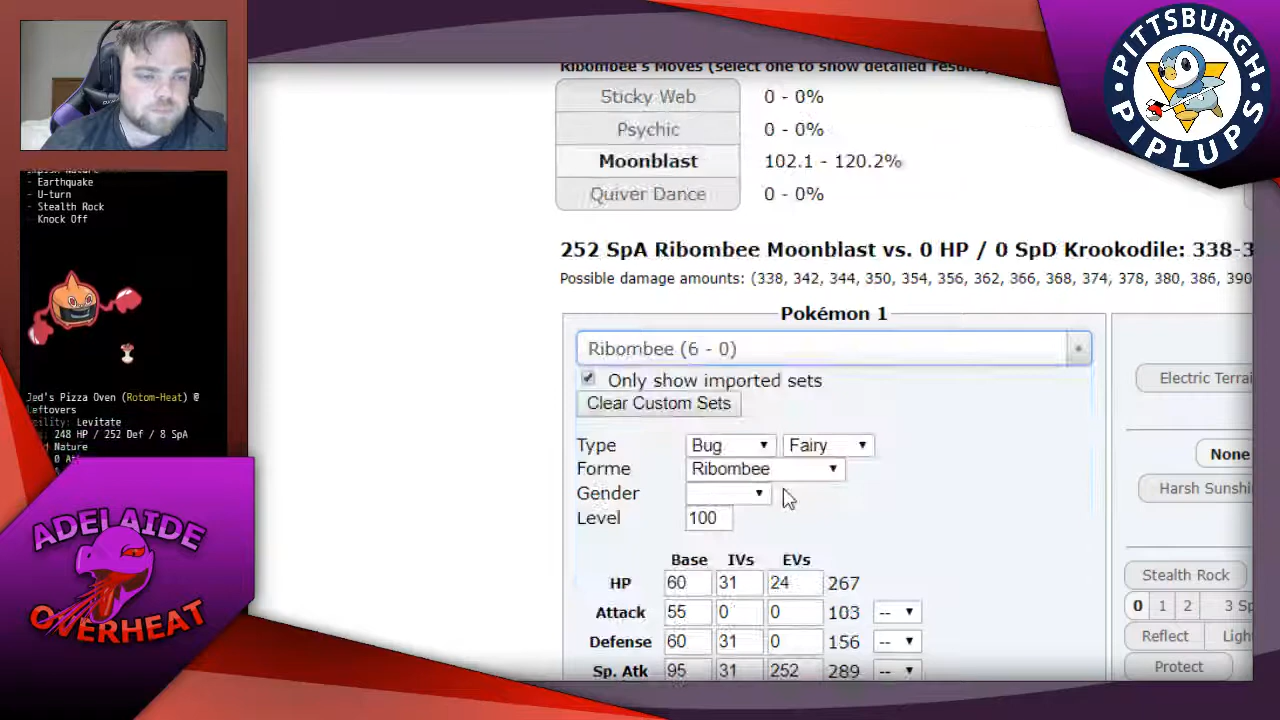 Ribombee's Moves (select one to show detailed results)
Sticky Web 0 - 0%
Psychic 0 - 0%
Moonblast 102.1 - 120.2%
Quiver Dance 0 - 0%
252 SpA Ribombee Moonblast vs. 0 HP / 0 SpD Krookodile: 338-3
Possible damage amounts: (338, 342, 344, 350, 354, 356, 362, 366, 368, 374, 378, 380, 386, 390
Pokémon 1
Ribombee (6 - 0)
Only show imported sets
Clear Custom Sets
Type Bug Fairy
Forme Ribombee
Gender
Level 100
Base IVs EVs
HP 60 31 24 267
Attack 55 0 0 103 --
Defense 60 31 0 156 --
Sp. Atk 95 31 252 289 --
Electric Terrai
None
Harsh Sunshi
Stealth Rock
0 1 2 3 Sp
Reflect Ligh
Protect
Nature
- Earthquake
- U-turn
- Stealth Rock
- Knock Off
Jed's Pizza Oven (Rotom-Heat) @
Leftovers
ility: Levitate
248 HP / 252 Def / 8 SpA
Nature
0 At
ADELAIDE
OVERHEAT
PITTSBURGH
PIPLUPS